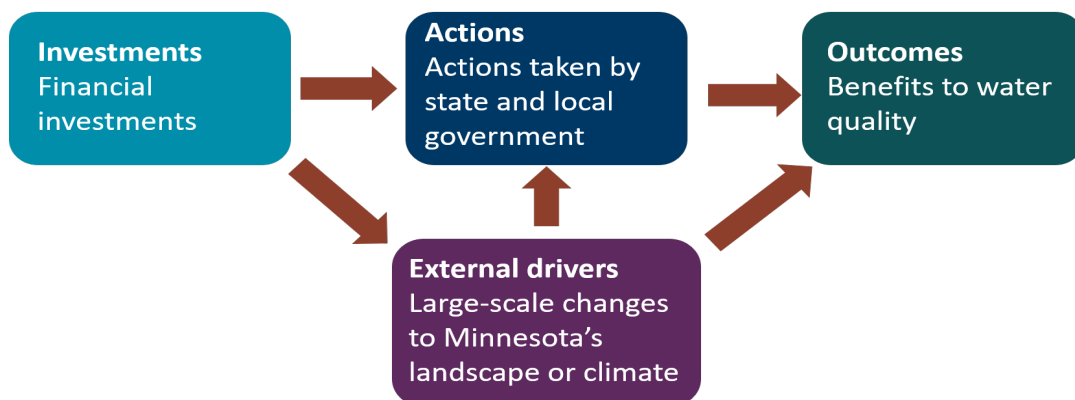 Investments
Financial
investments
Actions
Actions taken by
state and local
government
Outcomes
Benefits to water
quality
External drivers
Large-scale changes
to Minnesota’s
landscape or climate